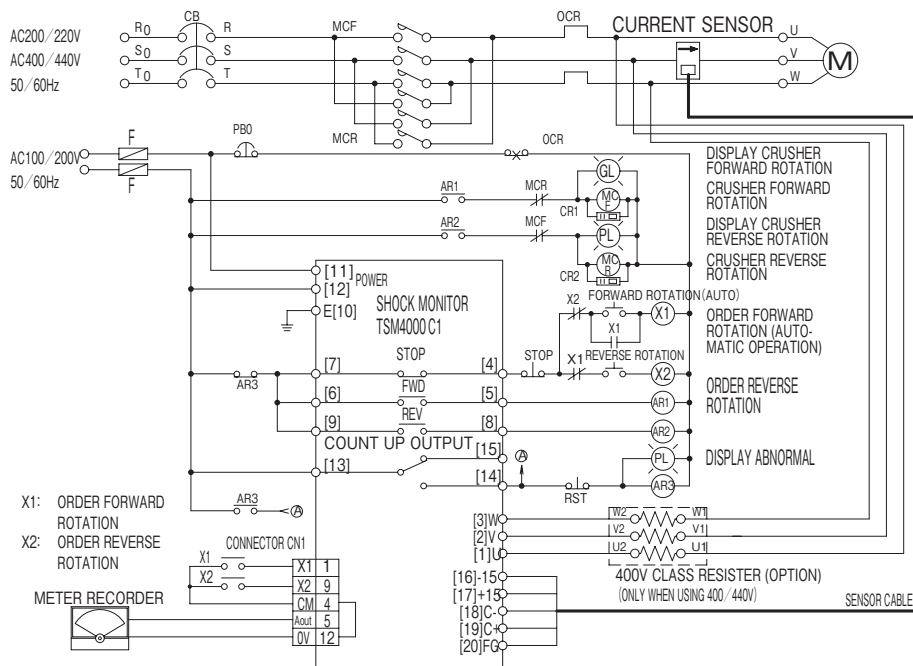 CB MCF OCR CURRENT SENSOR
AC200/220V R0 R U
AC400/440V S0 S V M
50/60Hz T0 T W
F PB0 MCR OCR
AC100/200V
50/60Hz F
DISPLAY CRUSHER
FORWARD ROTATION
GL
CRUSHER FORWARD
ROTATION
AR1 MCR CR1 MC F
DISPLAY CRUSHER
REVERSE ROTATION
AR2 MCF PL
CRUSHER REVERSE
ROTATION
CR2 MC R
[11] POWER
[12]
E[10]
SHOCK MONITOR
TSM4000 C1
X2 FORWARD ROTATION(AUTO) X1
X1
ORDER FORWARD
ROTATION (AUTO-
MATIC OPERATION)
AR3 [7] STOP [4] STOP X1 REVERSE ROTATION X2
[6] FWD [5] AR1
ORDER REVERSE
ROTATION
[9] REV [8] AR2
COUNT UP OUTPUT [15]
[13] A PL DISPLAY ABNORMAL
[14] RST AR3
AR3 A
X1: ORDER FORWARD
ROTATION
X2: ORDER REVERSE
ROTATION
[3]W W2 W1
[2]V V2 V1
[1]U U2 U1
400V CLASS RESISTER (OPTION)
(ONLY WHEN USING 400/440V)
CONNECTOR CN1
X1 X1 1
X2 X2 9
CM 4
Aout 5
0V 12
METER RECORDER
[16]-15
[17]+15
[18]C-
[19]C+
[20]FG
SENSOR CABLE